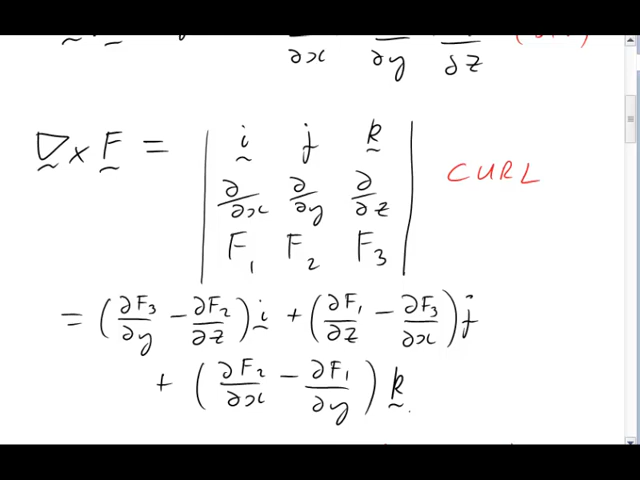 ∂x ∂y ∂z
∇ × F = | i j k | CURL
| ∂/∂x ∂/∂y ∂/∂z |
| F₁ F₂ F₃ |
= (∂F₃/∂y − ∂F₂/∂z) i + (∂F₁/∂z − ∂F₃/∂x) j
+ (∂F₂/∂x − ∂F₁/∂y) k